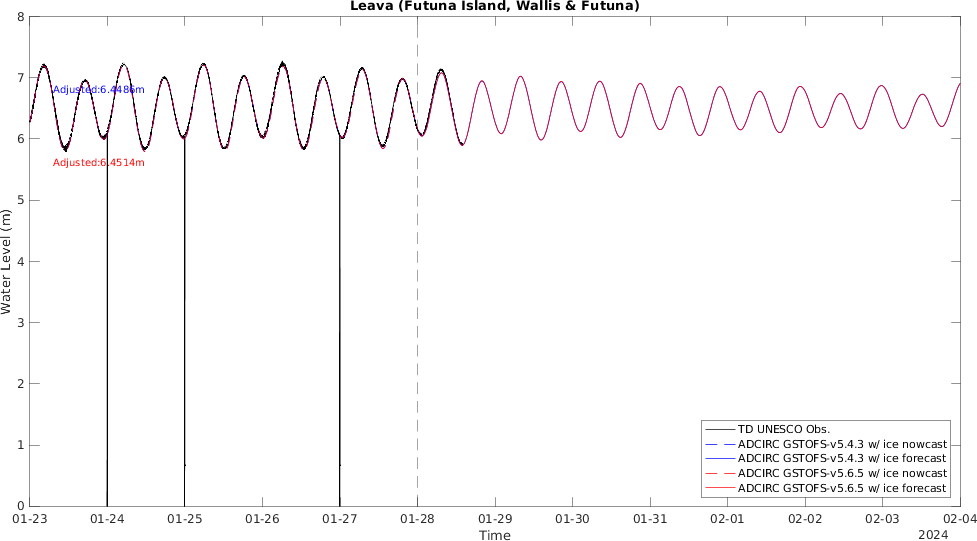 Leava (Futuna Island, Wallis & Futuna)
8
7
6
5
4
3
2
1
0
Water Level (m)
Adjusted:6.4486m
Adjusted:6.4514m
TD UNESCO Obs.
ADCIRC GSTOFS-v5.4.3 w/ ice nowcast
ADCIRC GSTOFS-v5.4.3 w/ ice forecast
ADCIRC GSTOFS-v5.6.5 w/ ice nowcast
ADCIRC GSTOFS-v5.6.5 w/ ice forecast
01-23 01-24 01-25 01-26 01-27 01-28 01-29 01-30 01-31 02-01 02-02 02-03 02-04
Time
2024